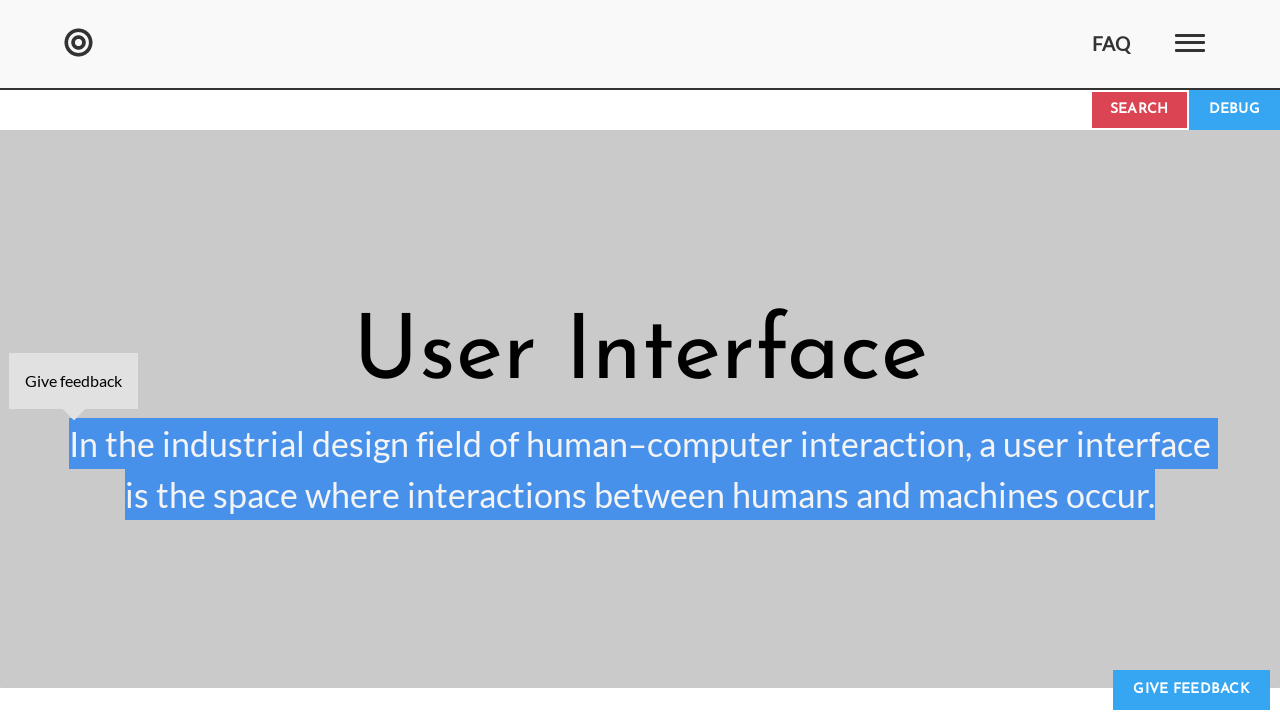 FAQ
SEARCH
DEBUG
User Interface
Give feedback
In the industrial design field of human–computer interaction, a user interface
is the space where interactions between humans and machines occur.
GIVE FEEDBACK